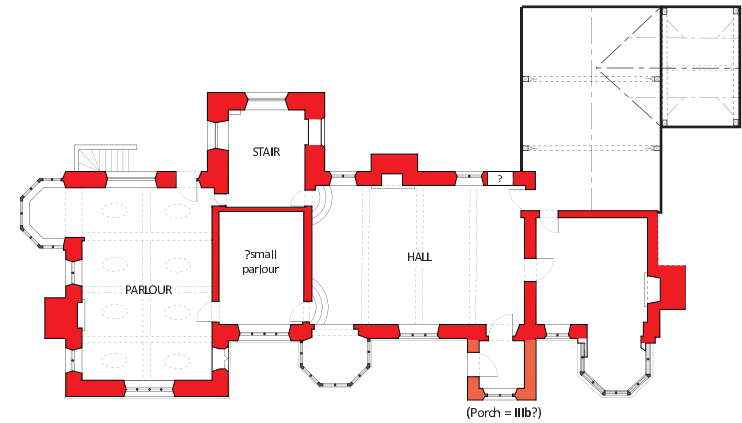 STAIR
?
?small
parlour
HALL
PARLOUR
(Porch = IIIb?)